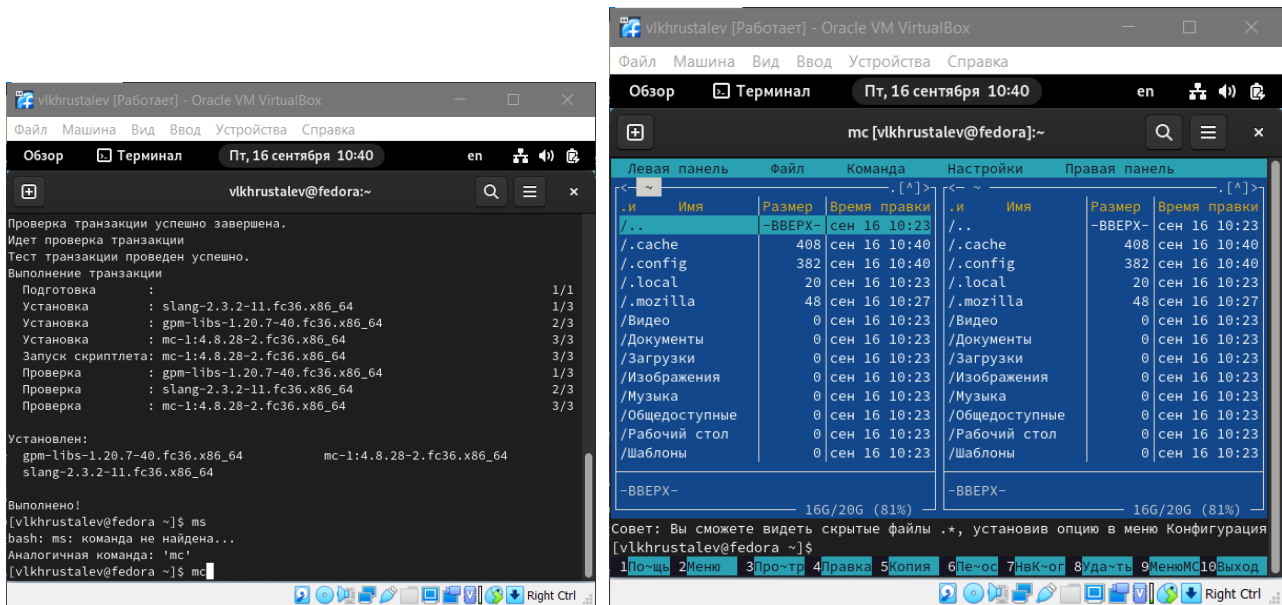 vlkhrustalev [Работает] - Oracle VM VirtualBox
Файл Машина Вид Ввод Устройства Справка
Обзор Терминал Пт, 16 сентября 10:40 en
vlkhrustalev@fedora:~
Проверка транзакции успешно завершена.
Идет проверка транзакции
Тест транзакции проведен успешно.
Выполнение транзакции
Подготовка : 1/1
Установка : slang-2.3.2-11.fc36.x86_64 1/3
Установка : gpm-libs-1.20.7-40.fc36.x86_64 2/3
Установка : mc-1:4.8.28-2.fc36.x86_64 3/3
Запуск скриптлета: mc-1:4.8.28-2.fc36.x86_64 3/3
Проверка : gpm-libs-1.20.7-40.fc36.x86_64 1/3
Проверка : slang-2.3.2-11.fc36.x86_64 2/3
Проверка : mc-1:4.8.28-2.fc36.x86_64 3/3
Установлен:
gpm-libs-1.20.7-40.fc36.x86_64 mc-1:4.8.28-2.fc36.x86_64
slang-2.3.2-11.fc36.x86_64
Выполнено!
[vlkhrustalev@fedora ~]$ ms
bash: ms: команда не найдена...
Аналогичная команда: 'mc'
[vlkhrustalev@fedora ~]$ mc
Right Ctrl
vlkhrustalev [Работает] - Oracle VM VirtualBox
Файл Машина Вид Ввод Устройства Справка
Обзор Терминал Пт, 16 сентября 10:40 en
mc [vlkhrustalev@fedora]:~
Левая панель Файл Команда Настройки Правая панель
<- ~ .[^]> <- ~ .[^]>
.и Имя Размер Время правки .и Имя Размер Время правки
/.. -ВВЕРХ- сен 16 10:23 /.. -ВВЕРХ- сен 16 10:23
/.cache 408 сен 16 10:40 /.cache 408 сен 16 10:40
/.config 382 сен 16 10:40 /.config 382 сен 16 10:40
/.local 20 сен 16 10:23 /.local 20 сен 16 10:23
/.mozilla 48 сен 16 10:27 /.mozilla 48 сен 16 10:27
/Видео 0 сен 16 10:23 /Видео 0 сен 16 10:23
/Документы 0 сен 16 10:23 /Документы 0 сен 16 10:23
/Загрузки 0 сен 16 10:23 /Загрузки 0 сен 16 10:23
/Изображения 0 сен 16 10:23 /Изображения 0 сен 16 10:23
/Музыка 0 сен 16 10:23 /Музыка 0 сен 16 10:23
/Общедоступные 0 сен 16 10:23 /Общедоступные 0 сен 16 10:23
/Рабочий стол 0 сен 16 10:23 /Рабочий стол 0 сен 16 10:23
/Шаблоны 0 сен 16 10:23 /Шаблоны 0 сен 16 10:23
-ВВЕРХ- -ВВЕРХ-
16G/20G (81%) 16G/20G (81%)
Совет: Вы сможете видеть скрытые файлы .*, установив опцию в меню Конфигурация
[vlkhrustalev@fedora ~]$
1По~щь 2Меню 3Про~тр 4Правка 5Копия 6Пе~ос 7НвК~ог 8Уда~ть 9МенюМС 10Выход
Right Ctrl